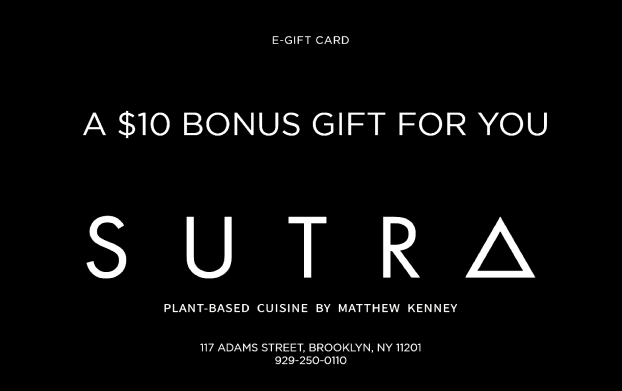 E-GIFT CARD
A $10 BONUS GIFT FOR YOU
SUTRA
PLANT-BASED CUISINE BY MATTHEW KENNEY
117 ADAMS STREET, BROOKLYN, NY 11201
929-250-0110